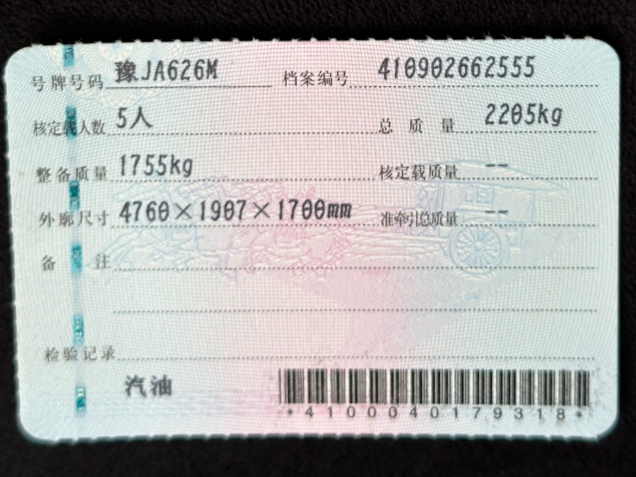 号牌号码 豫JA626M 档案编号 410902662555
核定载人数 5人 总质量 2205kg
整备质量 1755kg 核定载质量 --
外廓尺寸 4760×1907×1700mm 准牵引总质量 --
备注
检验记录
汽油
*4100040179318*